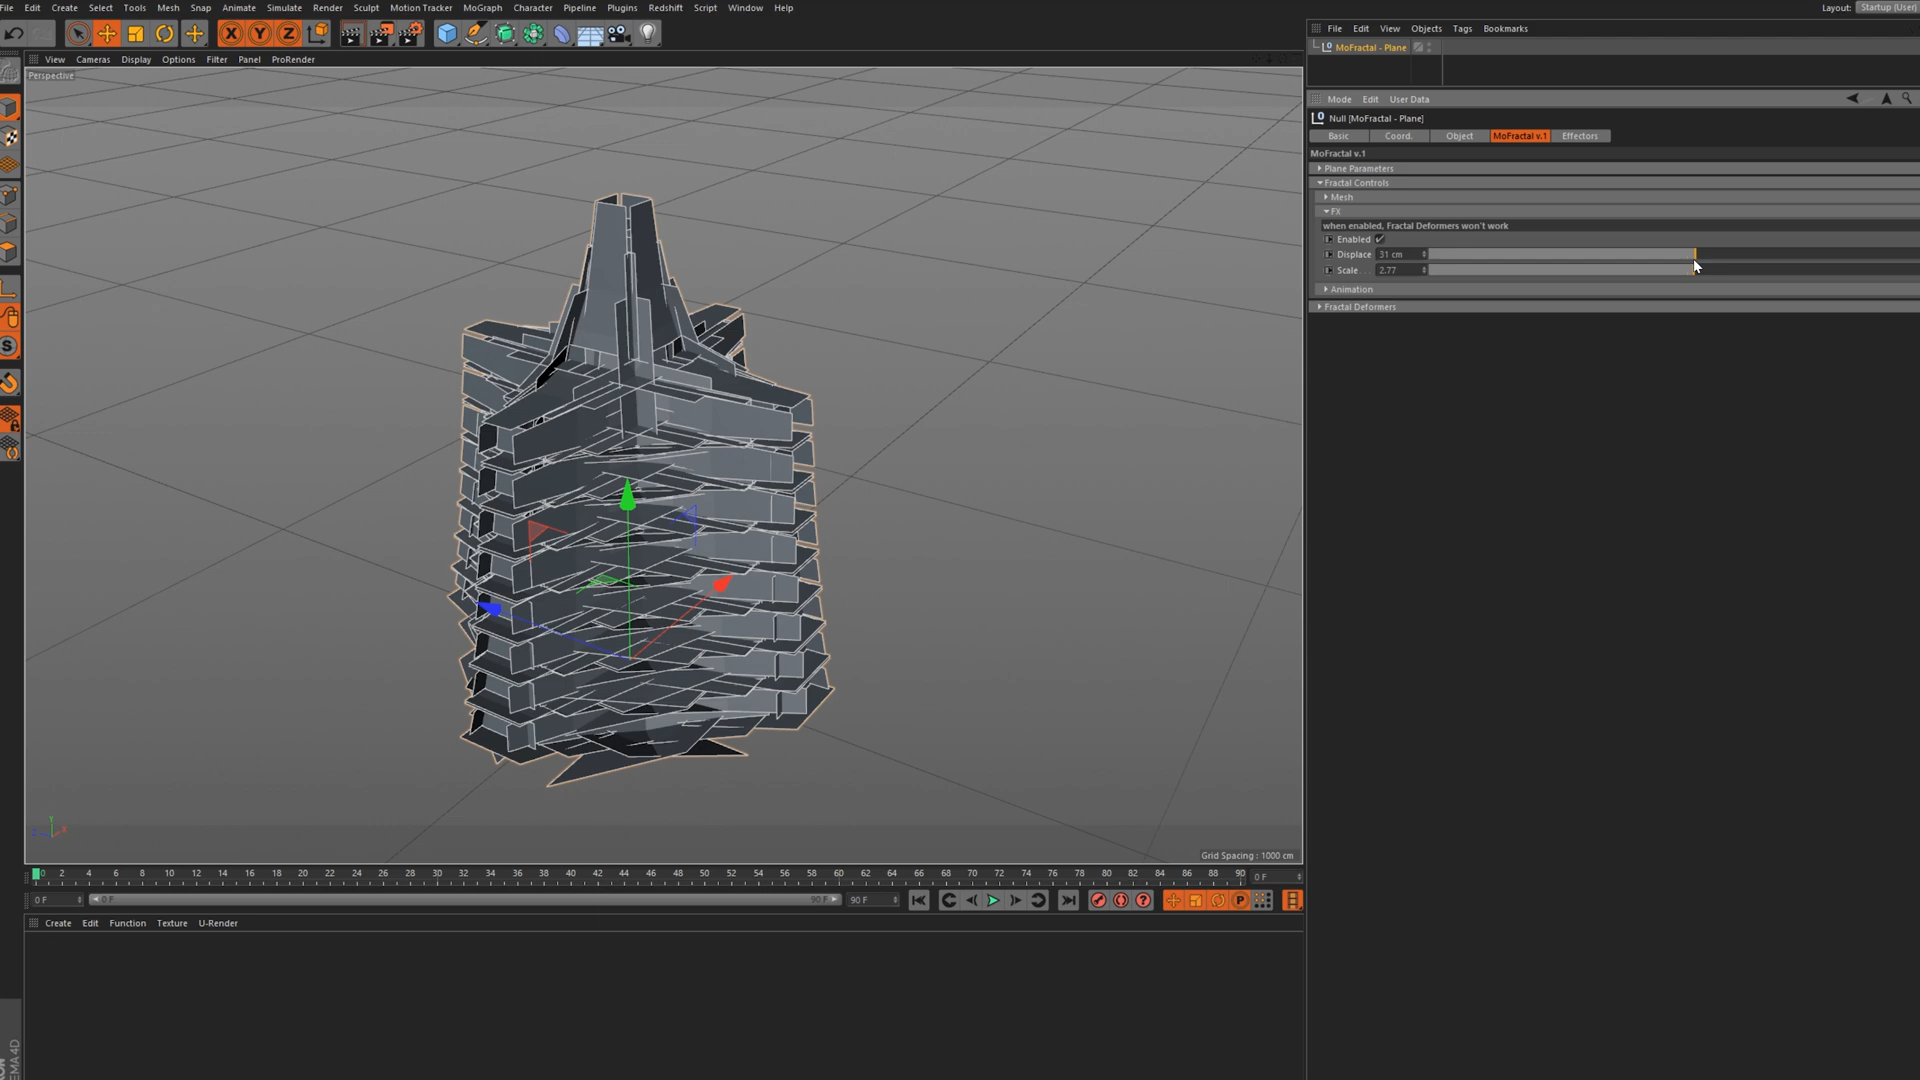 File Edit Create Select Tools Mesh Snap Animate Simulate Render Sculpt Motion Tracker MoGraph Character Pipeline Plugins Redshift Script Window Help
Layout: Startup (User)
X Y Z
File Edit View Objects Tags Bookmarks
MoFractal - Plane
View Cameras Display Options Filter Panel ProRender
Perspective
Mode Edit User Data
Null [MoFractal - Plane]
Basic Coord. Object MoFractal v.1 Effectors
MoFractal v.1
Plane Parameters
Fractal Controls
Mesh
FX
when enabled, Fractal Deformers won't work
Enabled
Displace 31 cm
Scale. . . 2.77
Animation
Fractal Deformers
S
Y
X
Z
Grid Spacing : 1000 cm
0 2 4 6 8 10 12 14 16 18 20 22 24 26 28 30 32 34 36 38 40 42 44 46 48 50 52 54 56 58 60 62 64 66 68 70 72 74 76 78 80 82 84 86 88 90 0 F
0 F 0 F 90 F 90 F ? P
Create Edit Function Texture U-Render
EMA 4D